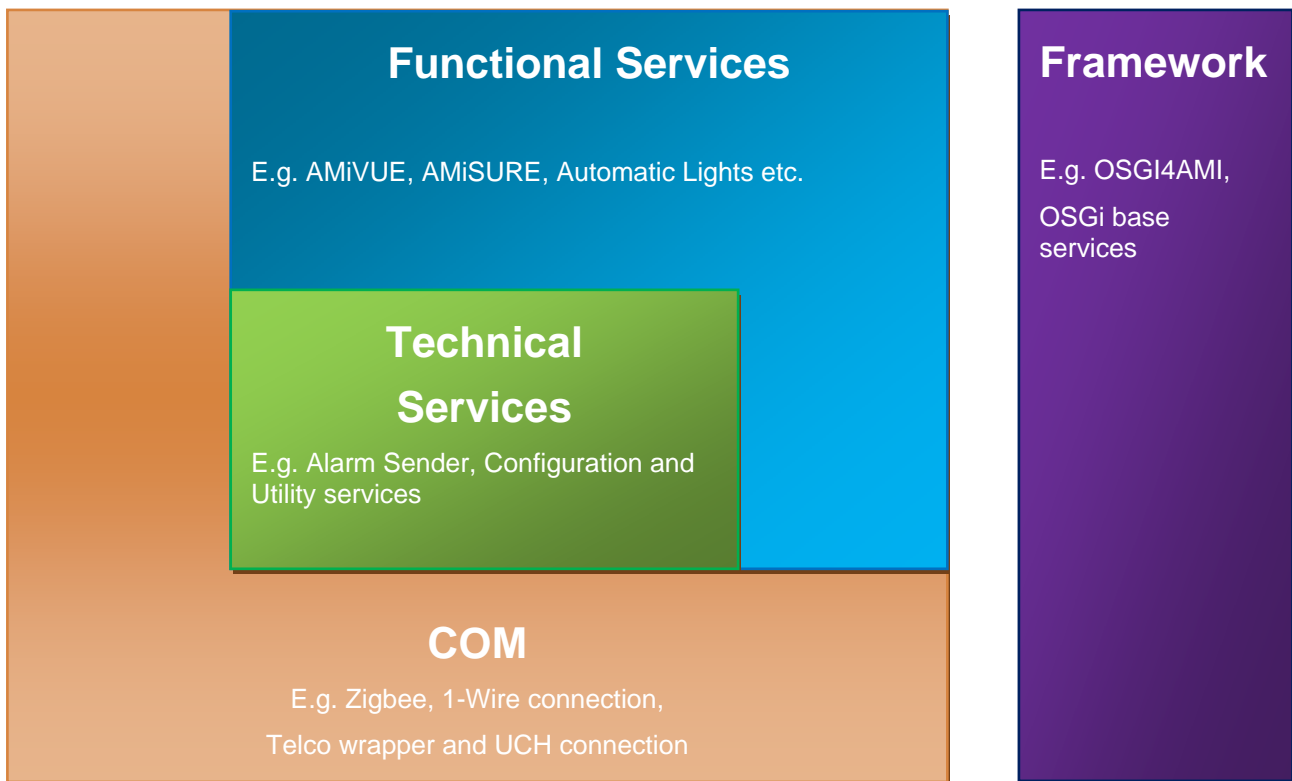 Functional Services
E.g. AMiVUE, AMiSURE, Automatic Lights etc.
Technical
Services
E.g. Alarm Sender, Configuration and
Utility services
COM
E.g. Zigbee, 1-Wire connection,
Telco wrapper and UCH connection
Framework
E.g. OSGI4AMI,
OSGi base
services